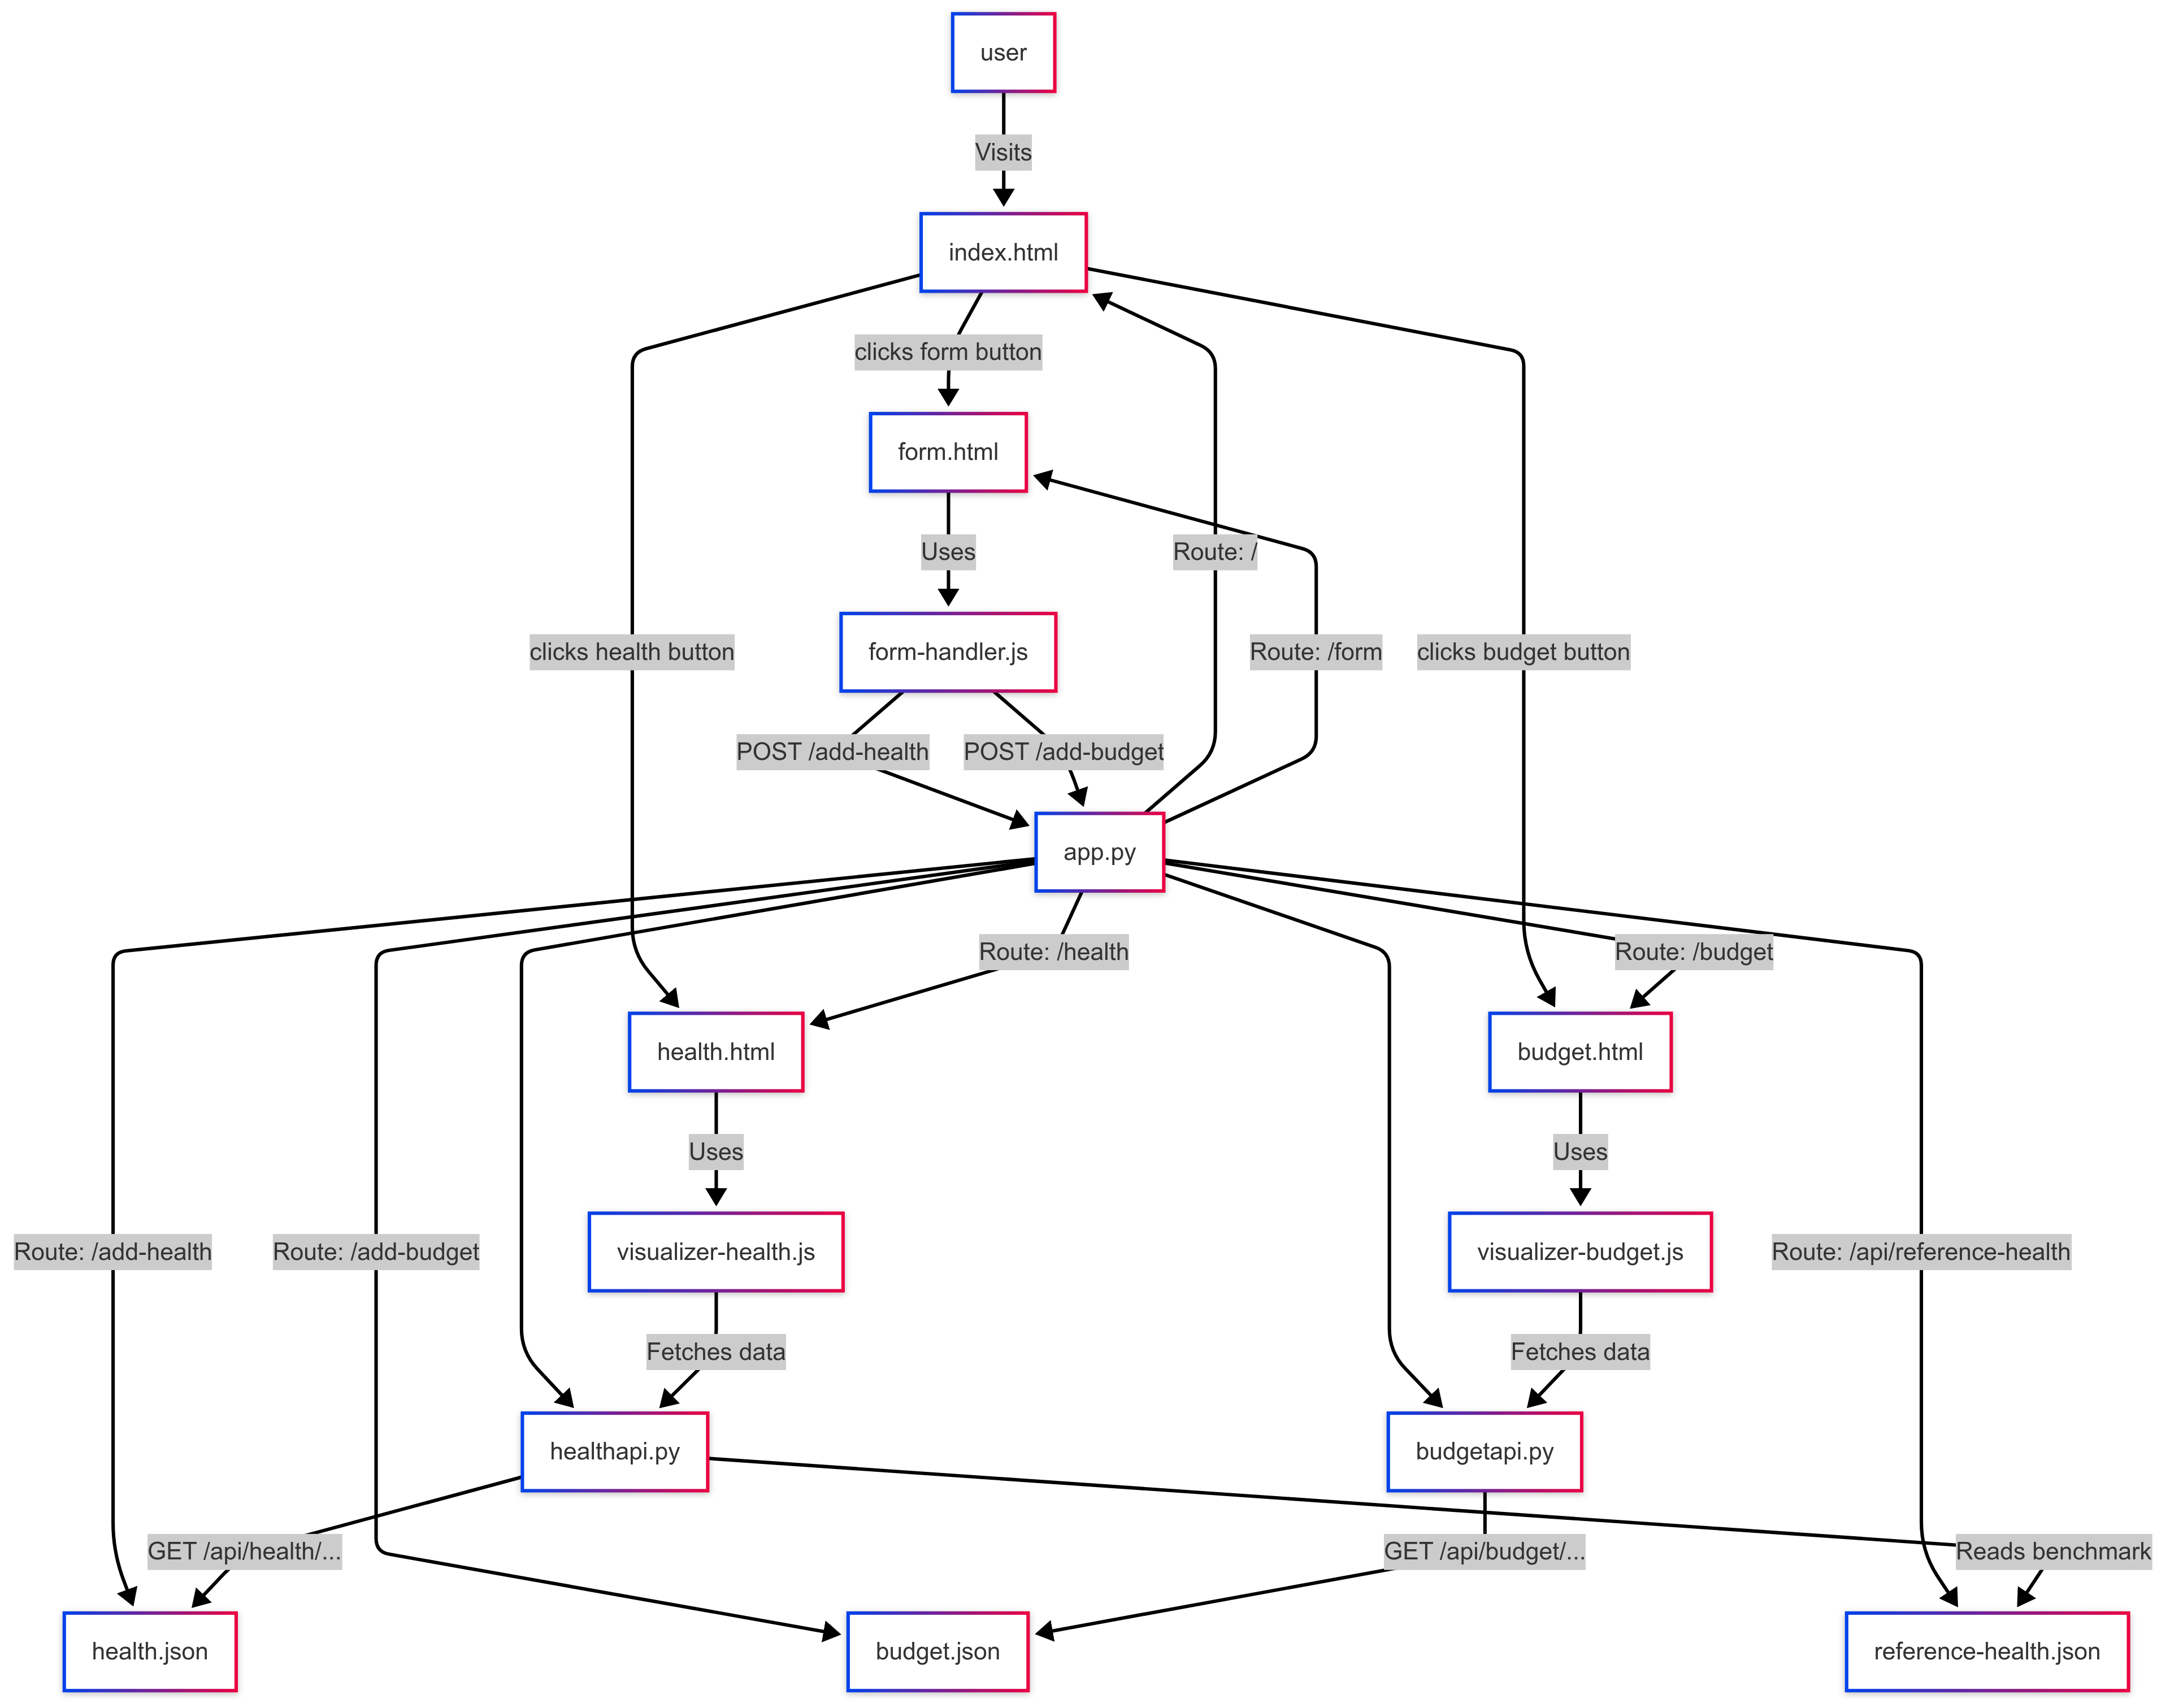 user
Visits
index.html
clicks form button
form.html
Uses
Route: /
form-handler.js
clicks health button
Route: /form
clicks budget button
POST /add-health
POST /add-budget
app.py
Route: /health
Route: /budget
health.html
budget.html
Uses
Uses
Route: /add-health
Route: /add-budget
visualizer-health.js
visualizer-budget.js
Route: /api/reference-health
Fetches data
Fetches data
healthapi.py
budgetapi.py
GET /api/health/...
GET /api/budget/...
Reads benchmark
health.json
budget.json
reference-health.json